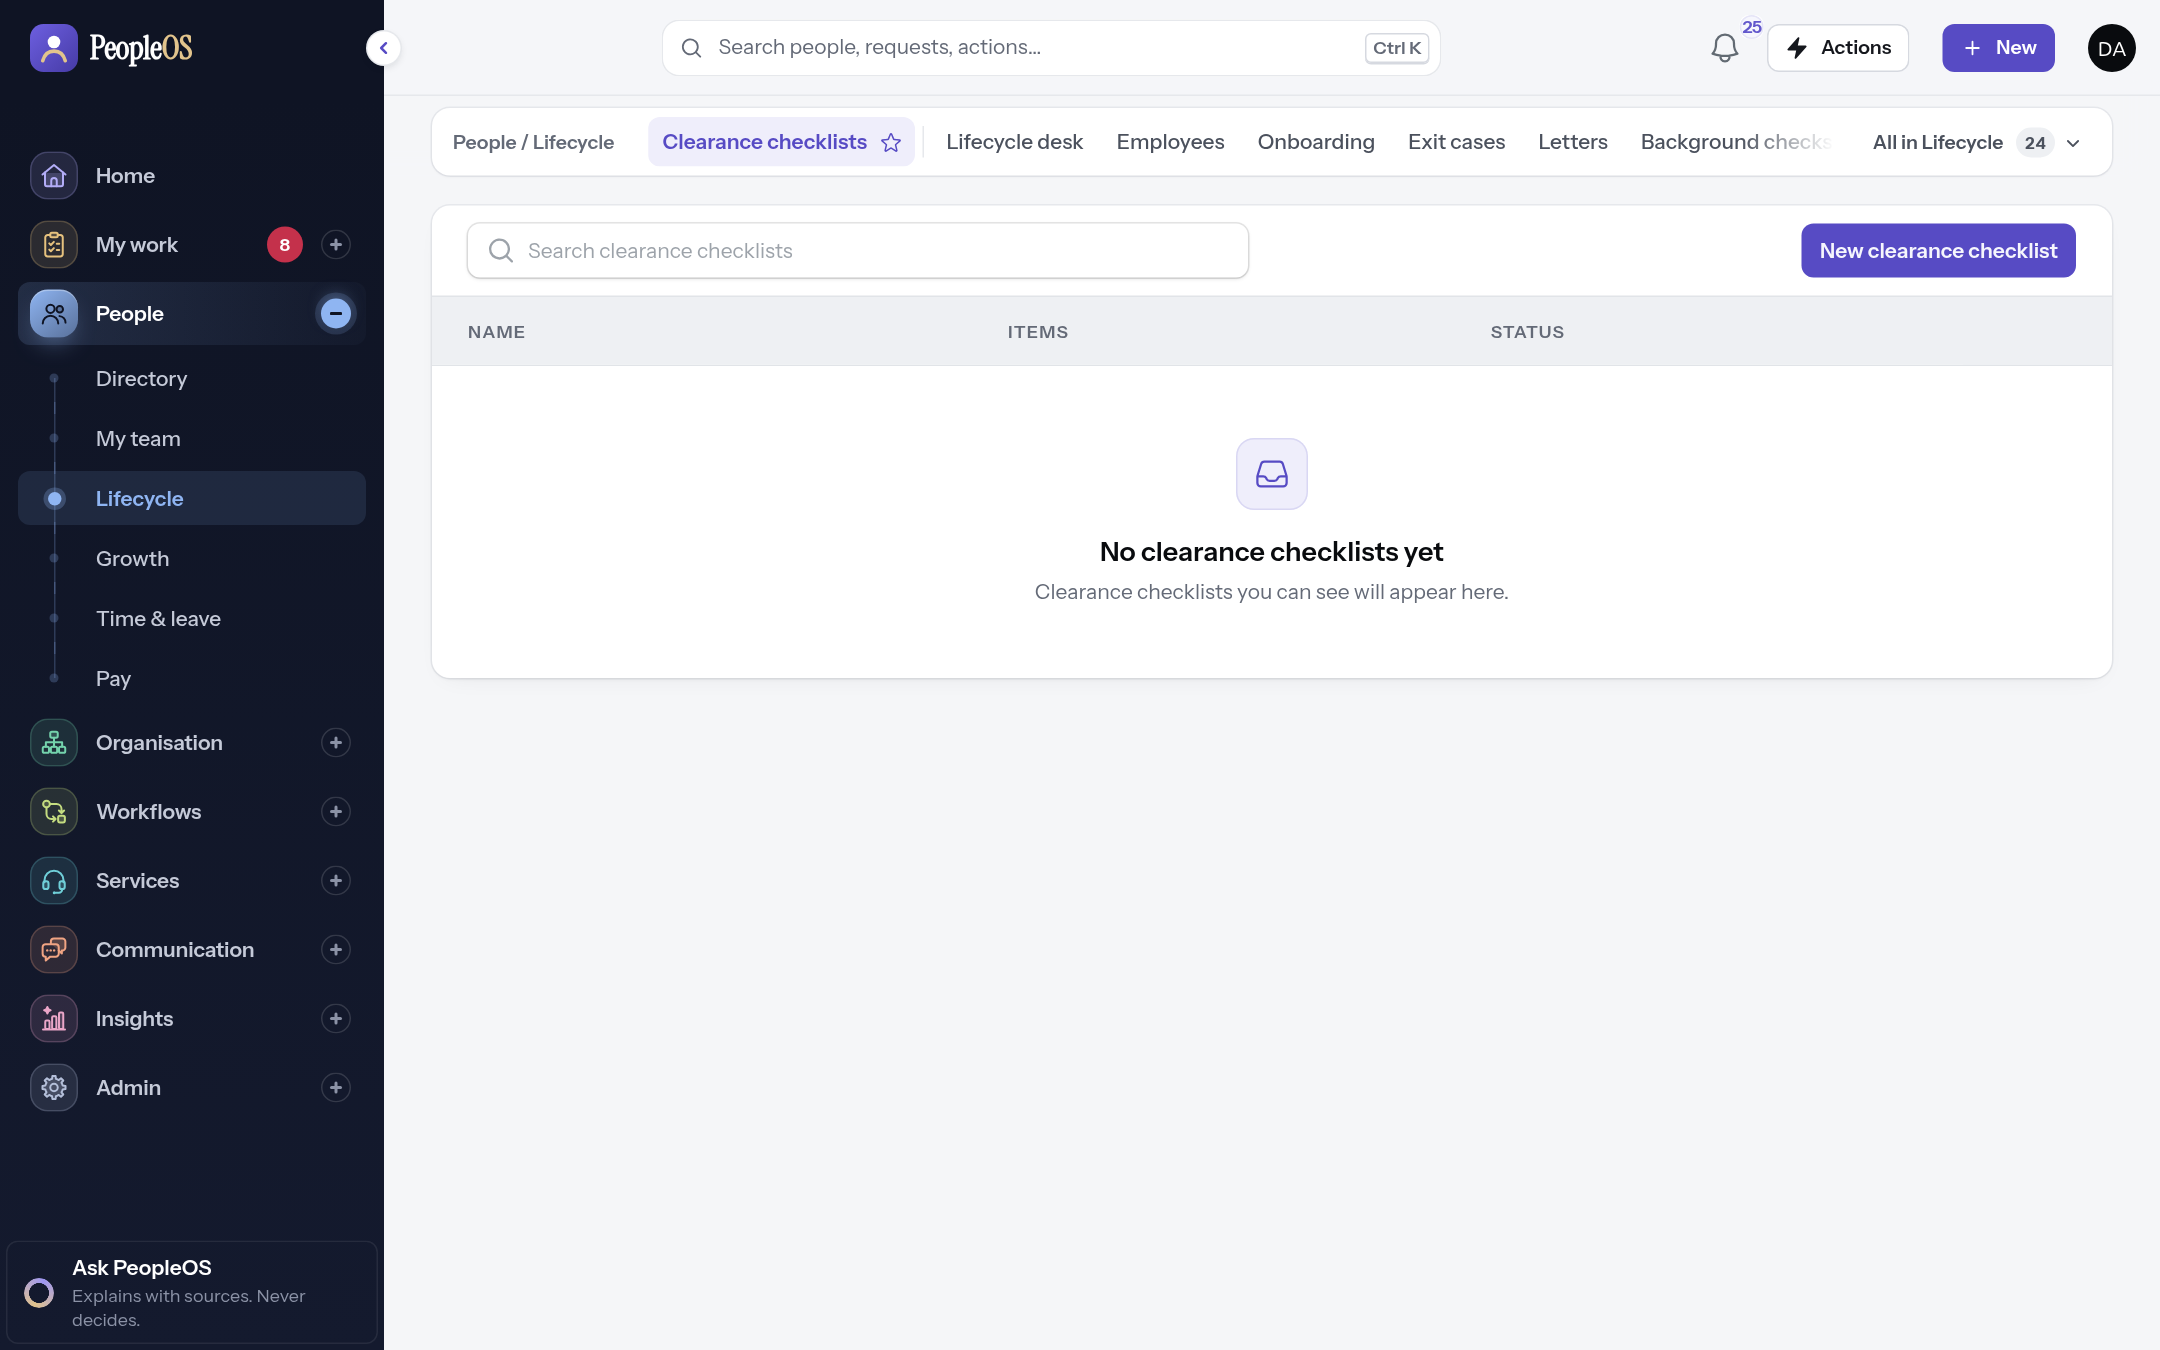 PeopleOS
Search people, requests, actions...
Ctrl K
25
Actions
New
DA
Home
My work
8
People
Directory
My team
Lifecycle
Growth
Time & leave
Pay
Organisation
Workflows
Services
Communication
Insights
Admin
Ask PeopleOS
Explains with sources. Never
decides.
People / Lifecycle
Clearance checklists
Lifecycle desk
Employees
Onboarding
Exit cases
Letters
Background checks
All in Lifecycle
24
Search clearance checklists
New clearance checklist
NAME
ITEMS
STATUS
No clearance checklists yet
Clearance checklists you can see will appear here.